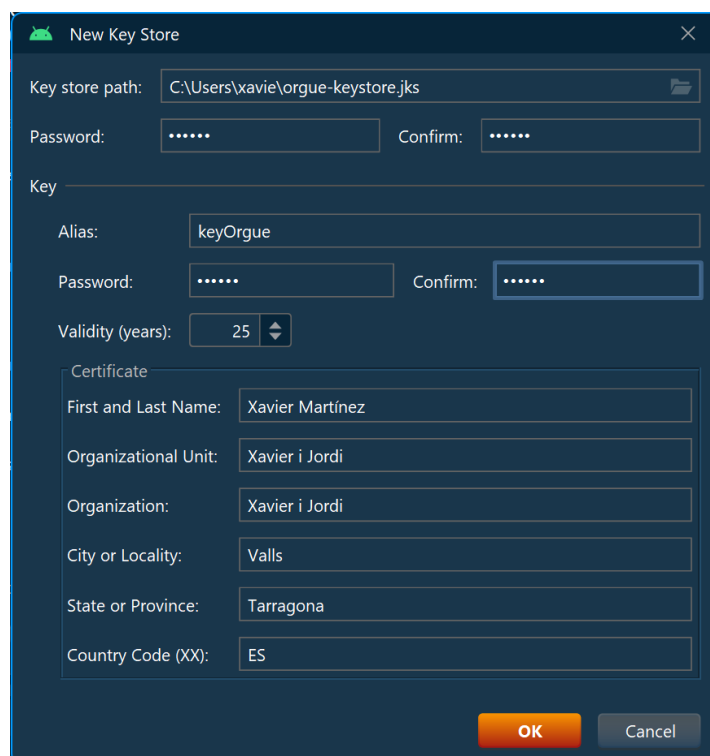 New Key Store
Key store path: C:\Users\xavie\orgue-keystore.jks
Password: •••••• Confirm: ••••••
Key
Alias: keyOrgue
Password: •••••• Confirm: ••••••
Validity (years): 25
Certificate
First and Last Name: Xavier Martínez
Organizational Unit: Xavier i Jordi
Organization: Xavier i Jordi
City or Locality: Valls
State or Province: Tarragona
Country Code (XX): ES
OK Cancel